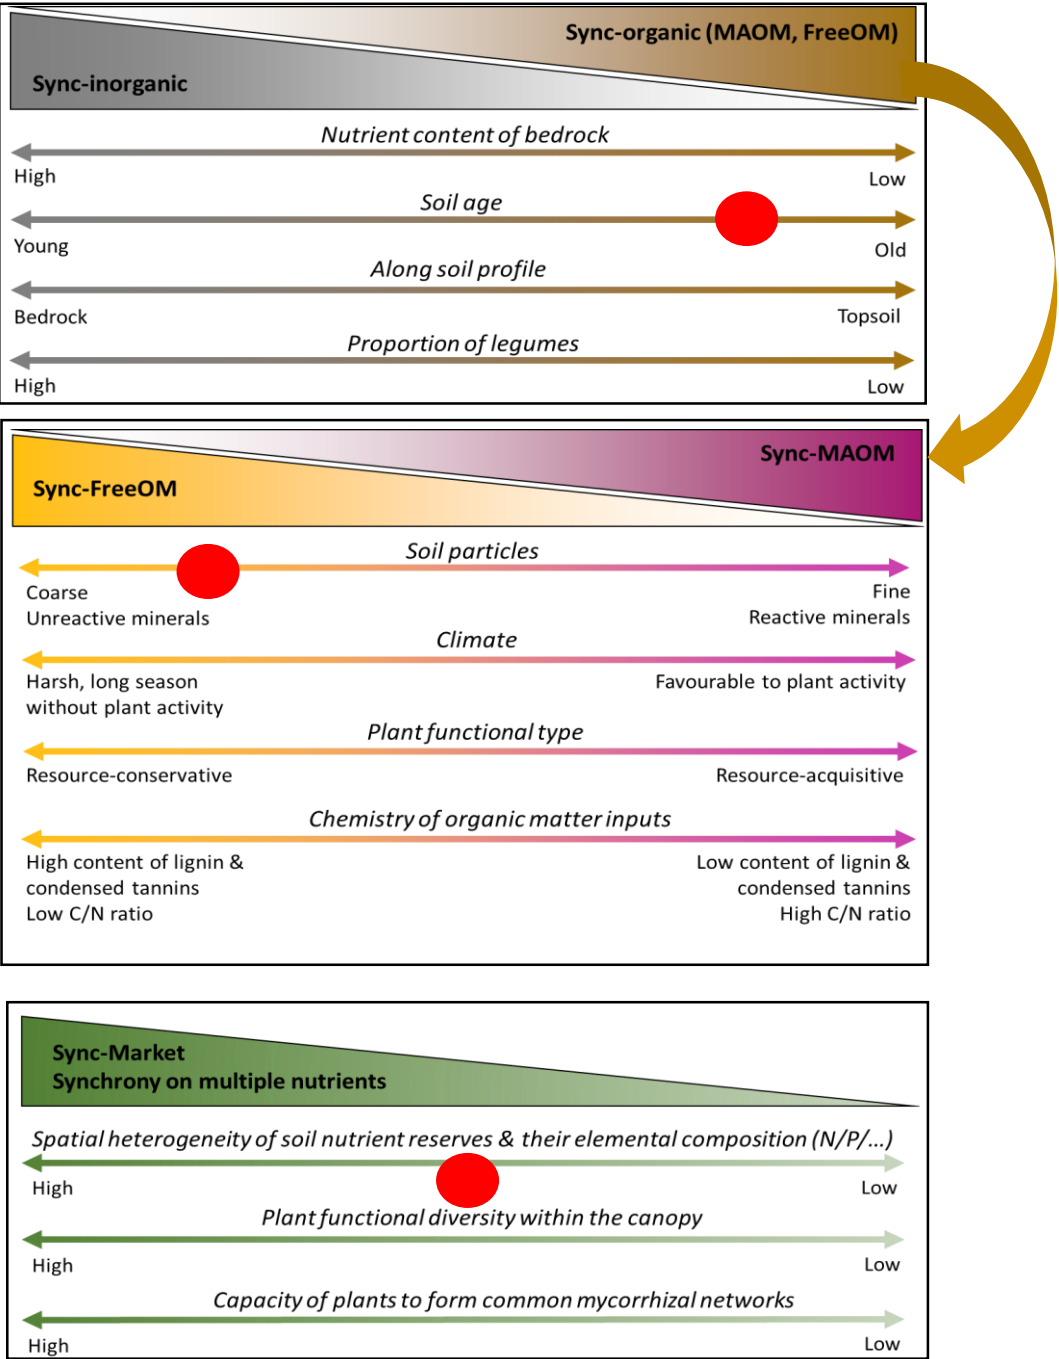 Sync-organic (MAOM, FreeOM)
Sync-inorganic
Nutrient content of bedrock
High
Low
Soil age
Young
Old
Along soil profile
Bedrock
Topsoil
Proportion of legumes
High
Low
Sync-MAOM
Sync-FreeOM
Soil particles
Coarse
Unreactive minerals
Fine
Reactive minerals
Climate
Harsh, long season
without plant activity
Favourable to plant activity
Plant functional type
Resource-conservative
Resource-acquisitive
Chemistry of organic matter inputs
High content of lignin &
condensed tannins
Low C/N ratio
Low content of lignin &
condensed tannins
High C/N ratio
Sync-Market
Synchrony on multiple nutrients
Spatial heterogeneity of soil nutrient reserves & their elemental composition (N/P/...)
High
Low
Plant functional diversity within the canopy
High
Low
Capacity of plants to form common mycorrhizal networks
High
Low